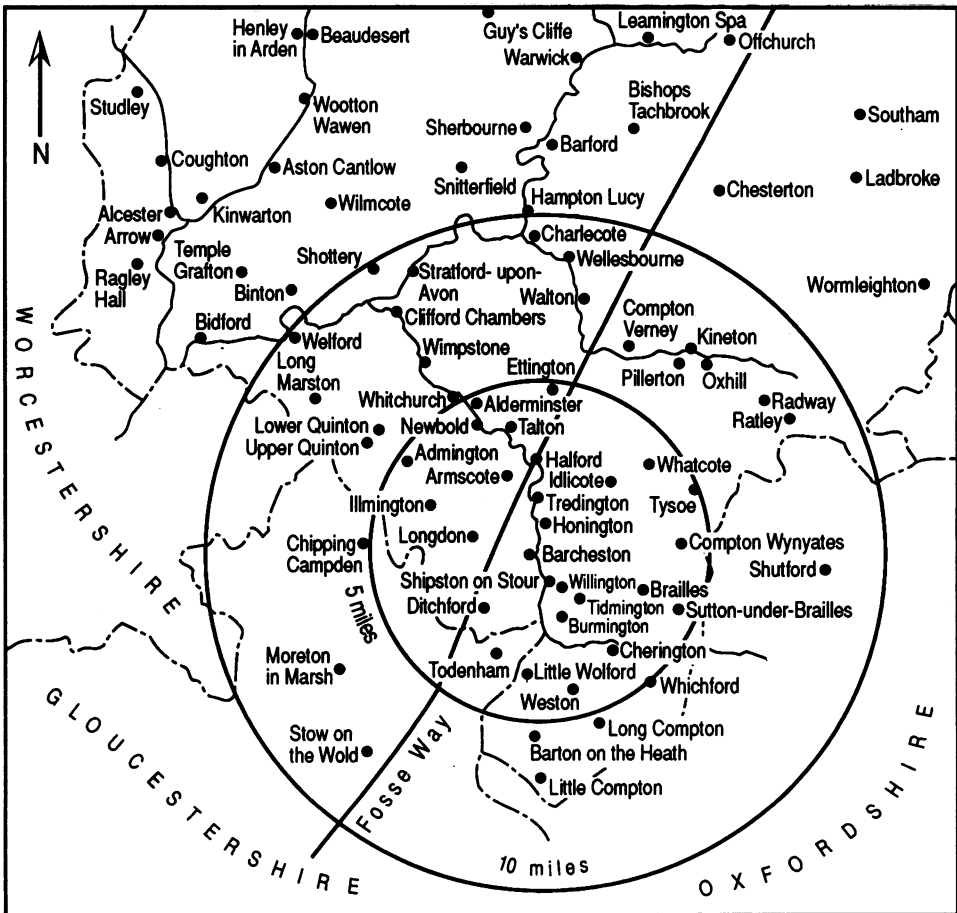 Henley
in Arden
Beaudesert
Guy's Cliffe
Leamington Spa
Offchurch
Warwick
Studley
Wootton
Wawen
Bishops
Tachbrook
Sherbourne
Barford
Southam
N
Coughton
Aston Cantlow
Snitterfield
Chesterton
Ladbroke
Kinwarton
Wilmcote
Hampton Lucy
Alcester
Arrow
Charlecote
Temple
Grafton
Shottery
Stratford- upon-
Avon
Wellesbourne
Ragley
Hall
Binton
Walton
Wormleighton
Clifford Chambers
Compton
Verney
Kineton
Bidford
Welford
Wimpstone
Pillerton
Oxhill
Long
Marston
Ettington
Whitchurch
Alderminster
Radway
Ratley
Lower Quinton
Upper Quinton
Newbold
Talton
Admington
Armscote
Halford
Idlicote
Whatcote
Tysoe
Illmington
Tredington
Honington
Longdon
Chipping
Campden
Barcheston
Compton Wynyates
Shutford
Shipston on Stour
Willington
Brailles
Ditchford
Tidmington
Sutton-under-Brailles
Burmington
5 miles
Cherington
Todenham
Moreton
in Marsh
Little Wolford
Weston
Whichford
Long Compton
Stow on
the Wold
Barton on the Heath
Little Compton
Fosse Way
10 miles
WORCESTERSHIRE
GLOUCESTERSHIRE
OXFORDSHIRE